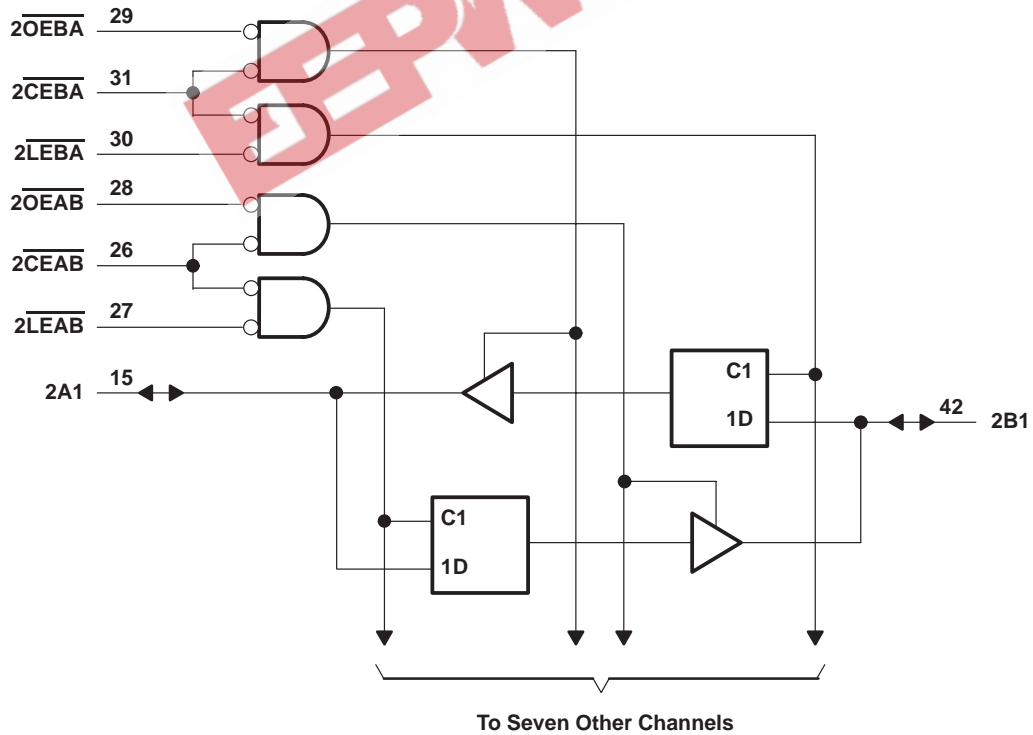 2OEBA 29
2CEBA 31
2LEBA 30
2OEAB 28
2CEAB 26
2LEAB 27
2A1 15
C1
1D
42 2B1
C1
1D
To Seven Other Channels